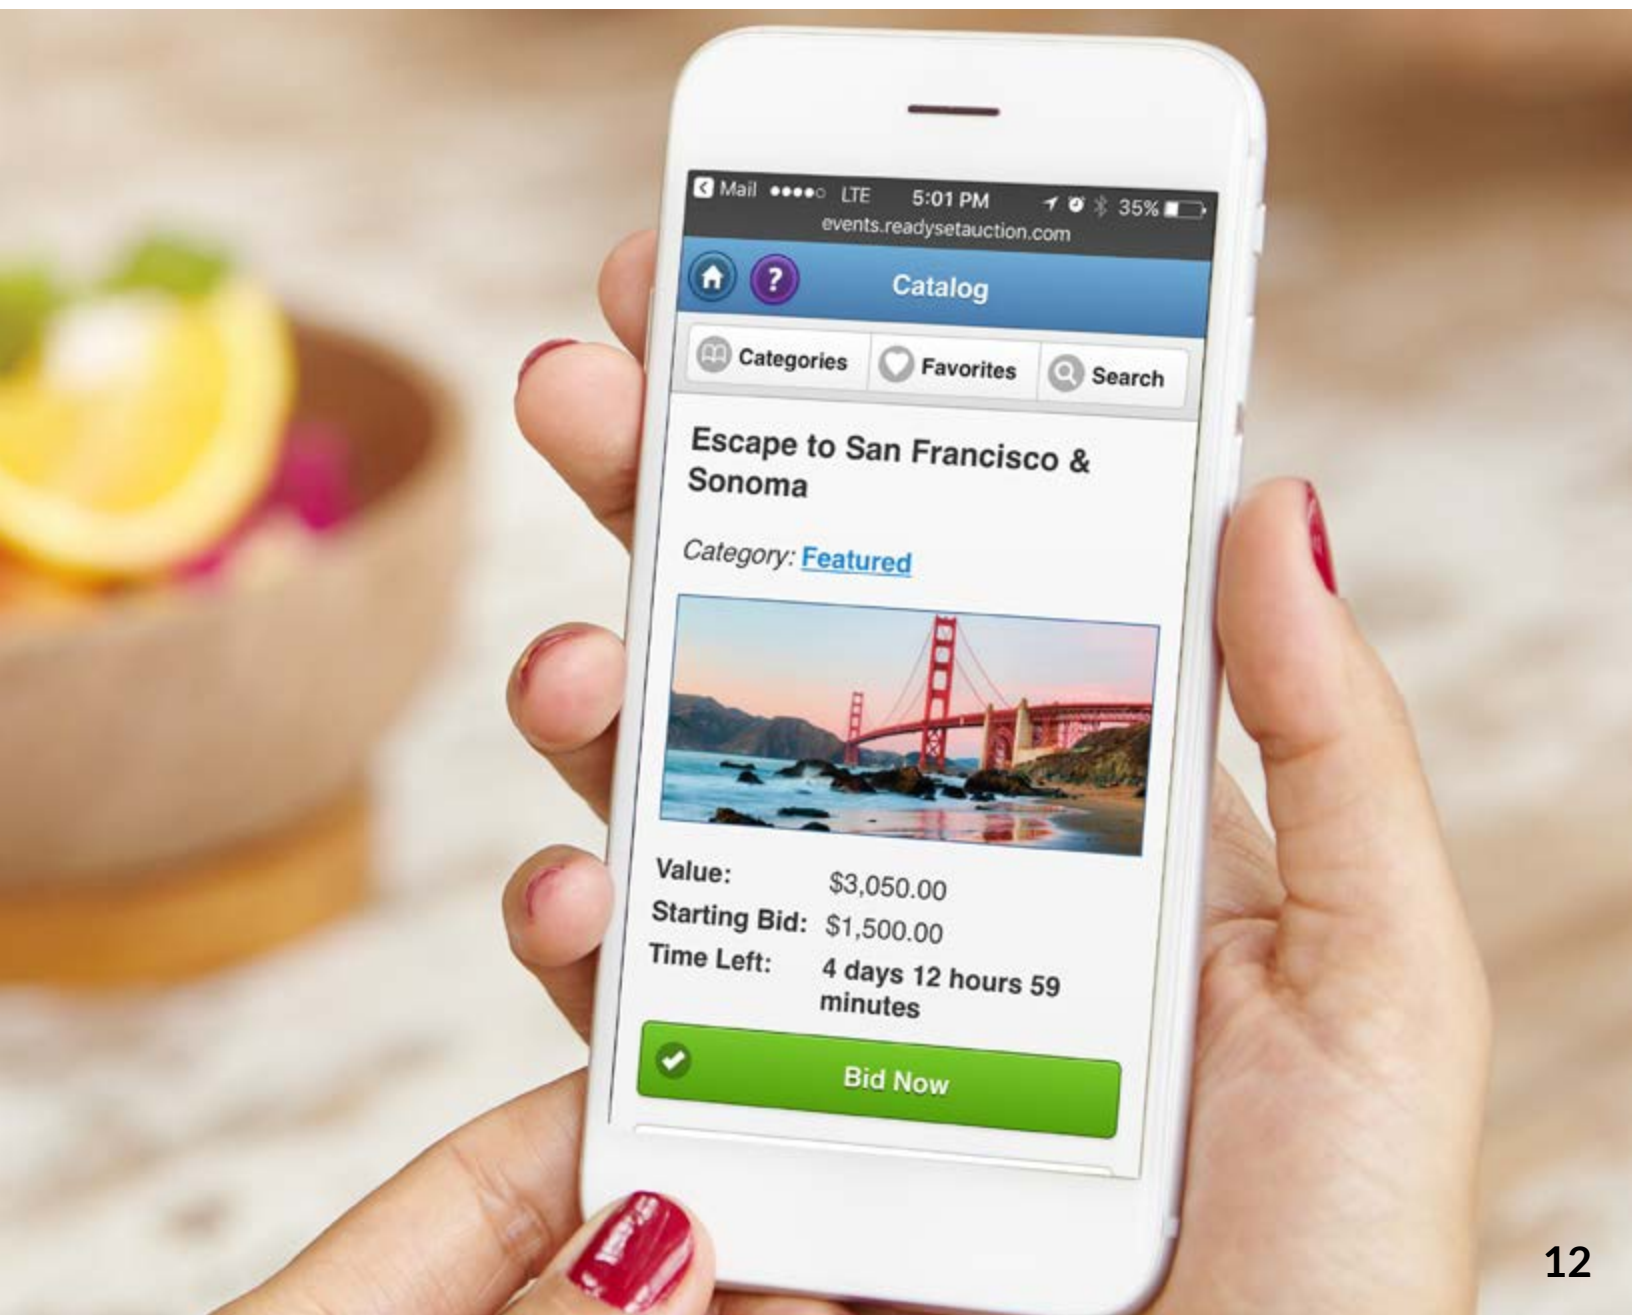 Mail LTE 5:01 PM 35%
events.readysetauction.com
? Catalog
Categories Favorites Search
Escape to San Francisco &
Sonoma
Category: Featured
Value: $3,050.00
Starting Bid: $1,500.00
Time Left: 4 days 12 hours 59
minutes
Bid Now
12